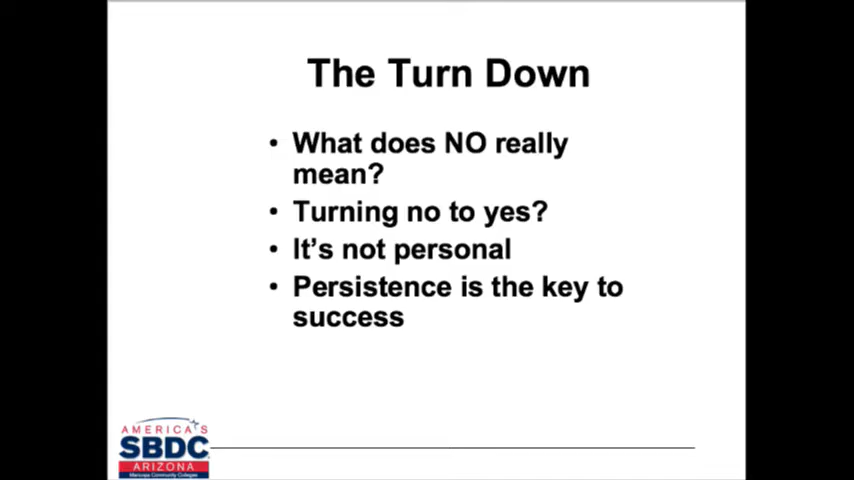 The Turn Down
• What does NO really
mean?
• Turning no to yes?
• It's not personal
• Persistence is the key to
success
AMERICA'S
SBDC
ARIZONA
Maricopa Community Colleges